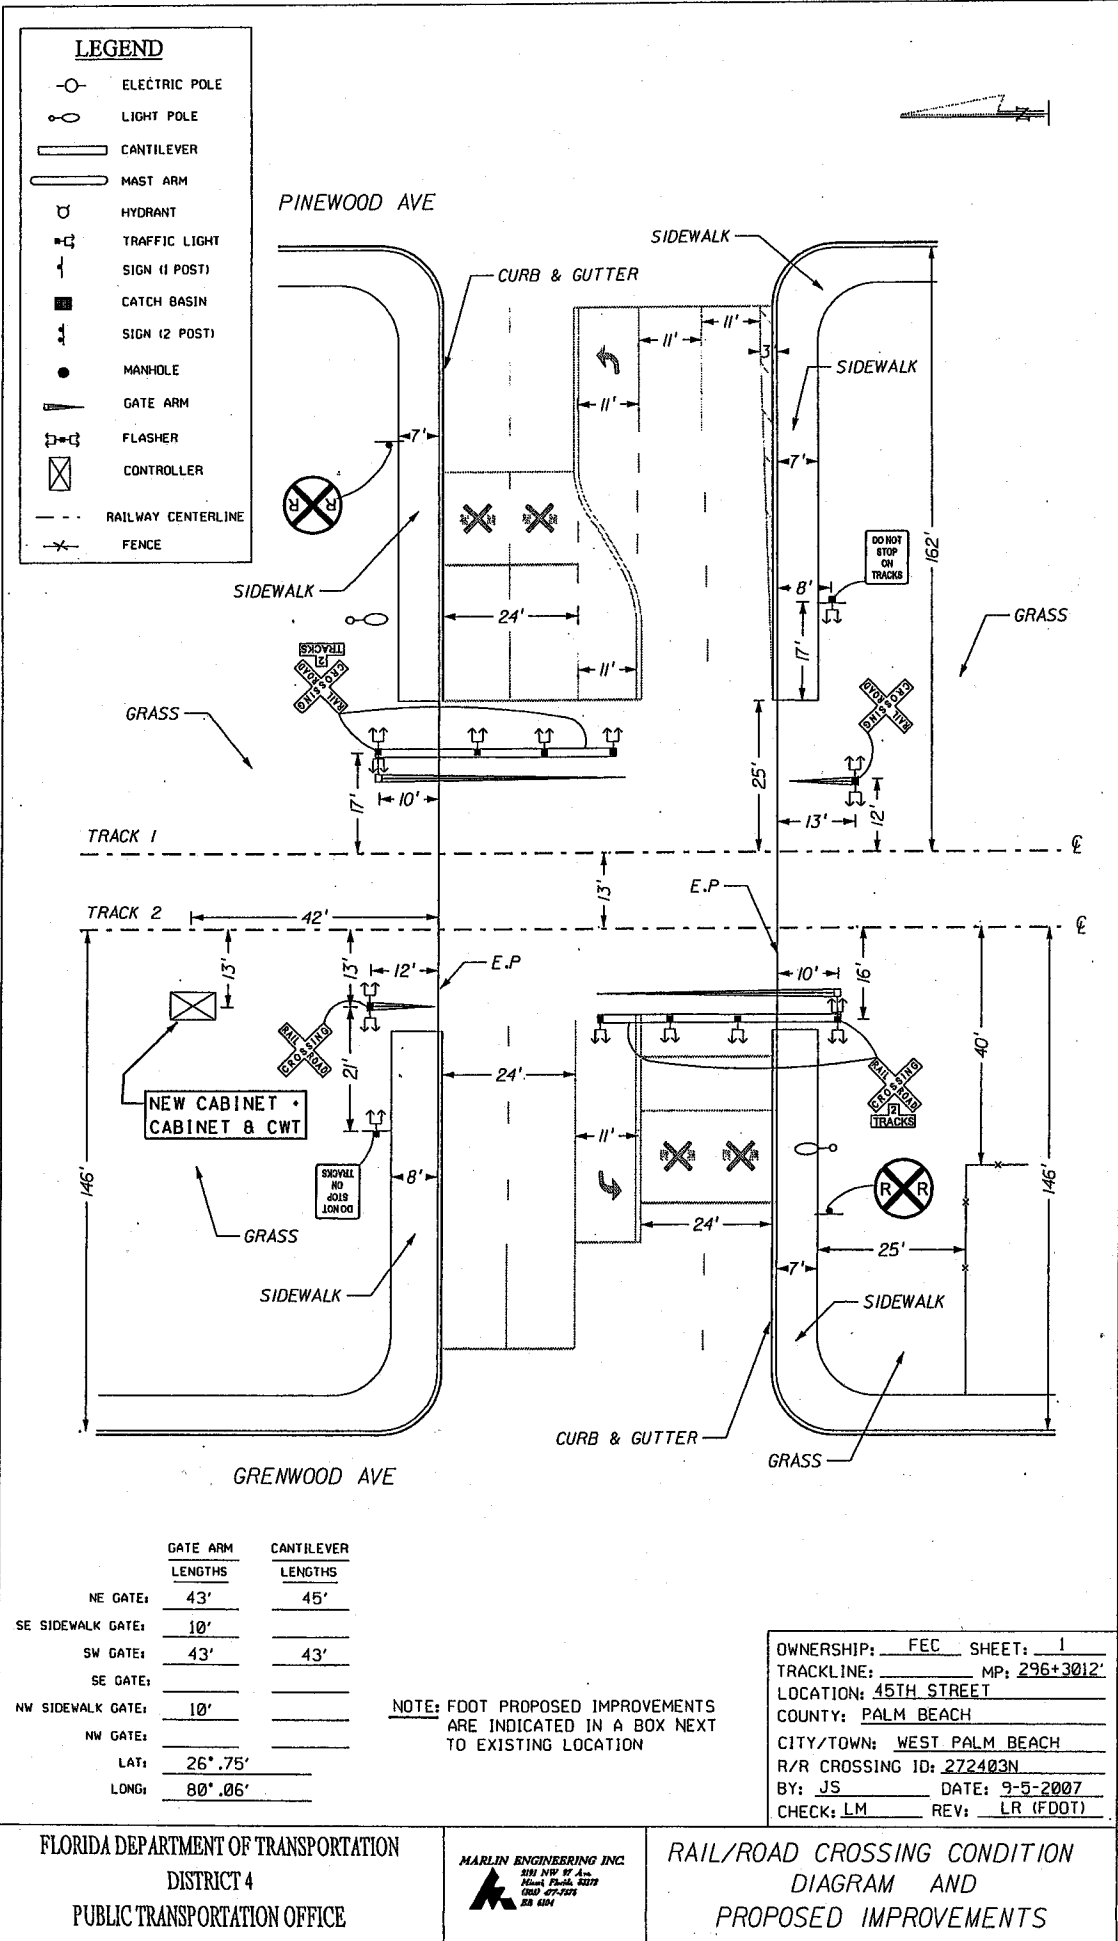 LEGEND
ELECTRIC POLE
LIGHT POLE
CANTILEVER
MAST ARM
HYDRANT
TRAFFIC LIGHT
SIGN (1 POST)
CATCH BASIN
SIGN (2 POST)
MANHOLE
GATE ARM
FLASHER
CONTROLLER
RAILWAY CENTERLINE
FENCE
N
PINEWOOD AVE
SIDEWALK
CURB & GUTTER
11'
11'
3'
SIDEWALK
11'
7'
7'
R R
162'
DO NOT
STOP
ON
TRACKS
SIDEWALK
8'
24'
GRASS
17'
2
TRACKS
RAILROAD
CROSSING
11'
RAILROAD
CROSSING
GRASS
25'
17'
10'
13'
12'
TRACK 1
13'
E.P
TRACK 2
42'
13'
13'
12'
E.P
10'
16'
RAILROAD
CROSSING
21'
24'
40'
RAILROAD
CROSSING
2
TRACKS
NEW CABINET
CABINET & CWT
11'
146'
146'
DO NOT
STOP
ON
TRACKS
8'
R R
24'
GRASS
25'
7'
SIDEWALK
SIDEWALK
CURB & GUTTER
GRASS
GRENWOOD AVE
GATE ARM CANTILEVER
LENGTHS LENGTHS
NE GATE: 43' 45'
SE SIDEWALK GATE: 10'
SW GATE: 43' 43'
SE GATE:
NW SIDEWALK GATE: 10'
NW GATE:
LAT: 26°.75'
LONG: 80°.06'
NOTE: FDOT PROPOSED IMPROVEMENTS
ARE INDICATED IN A BOX NEXT
TO EXISTING LOCATION
OWNERSHIP: FEC SHEET: 1
TRACKLINE: MP: 296+3012'
LOCATION: 45TH STREET
COUNTY: PALM BEACH
CITY/TOWN: WEST PALM BEACH
R/R CROSSING ID: 272403N
BY: JS DATE: 9-5-2007
CHECK: LM REV: LR (FDOT)
FLORIDA DEPARTMENT OF TRANSPORTATION
DISTRICT 4
PUBLIC TRANSPORTATION OFFICE
MARLIN ENGINEERING INC.
Miami, Florida
RAIL/ROAD CROSSING CONDITION
DIAGRAM AND
PROPOSED IMPROVEMENTS